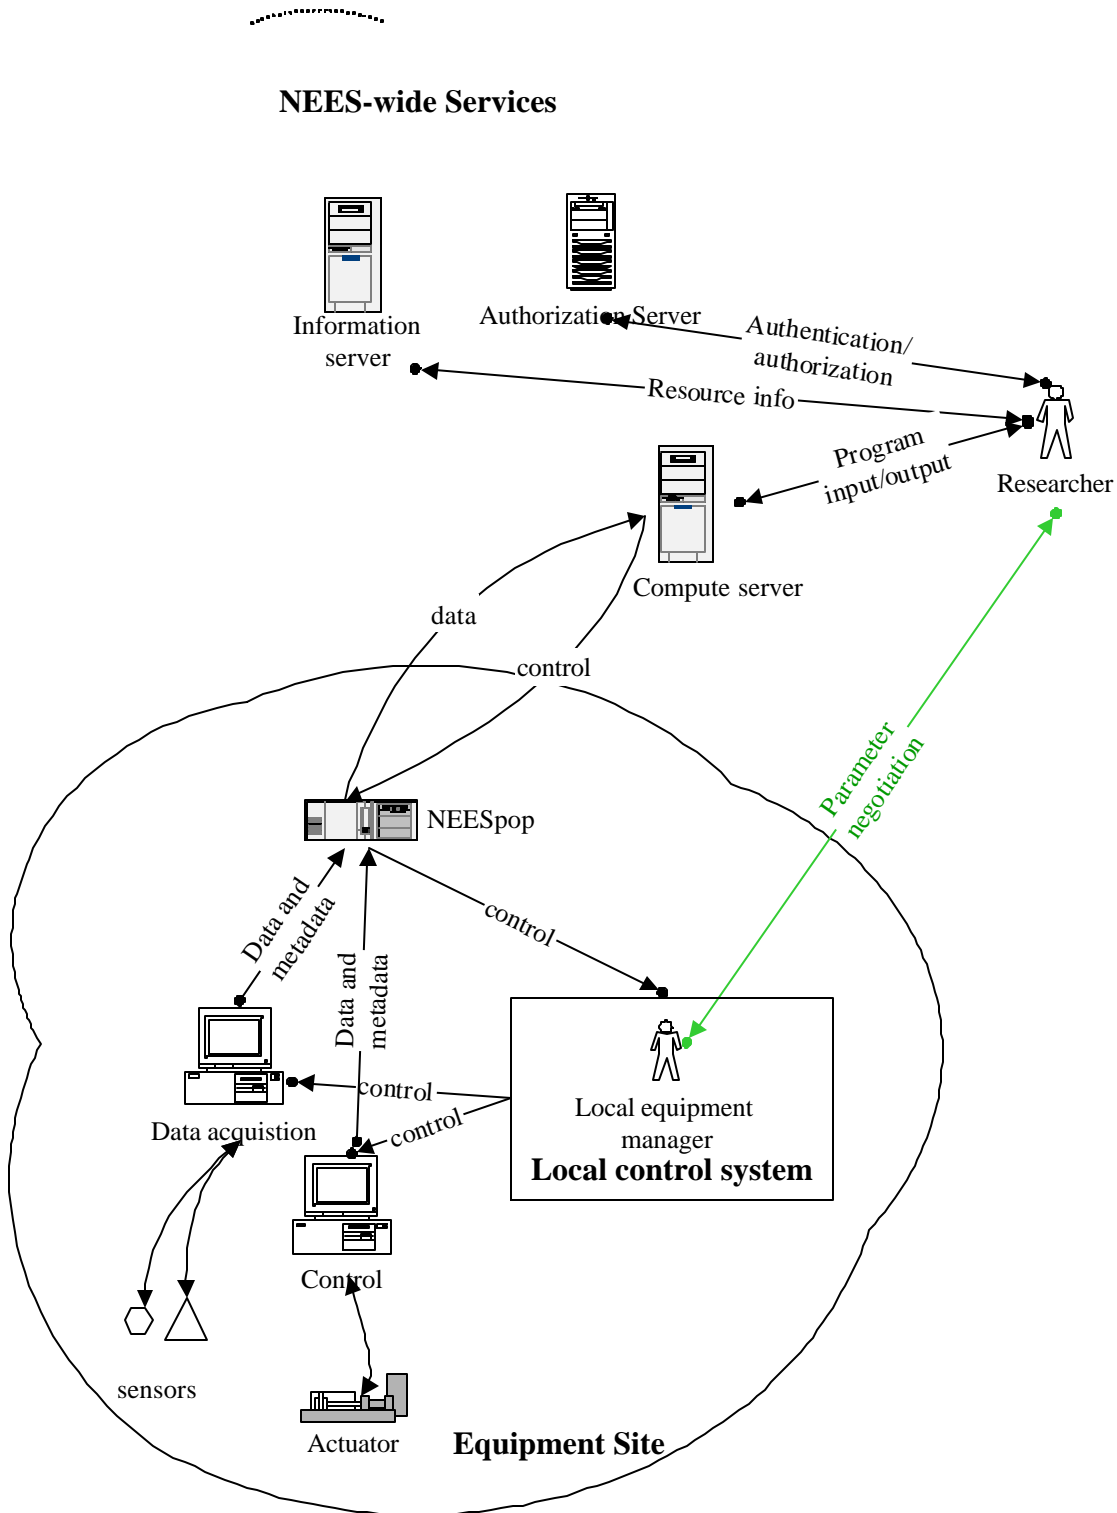 NEES-wide Services
Information
server
Authorization Server
Authentication/
authorization
Resource info
Program
input/output
Researcher
Compute server
data
control
Parameter
negotiation
NEESpop
Data and
metadata
control
Data and
metadata
control
control
Data acquistion
Local equipment
manager
Local control system
Control
sensors
Actuator
Equipment Site